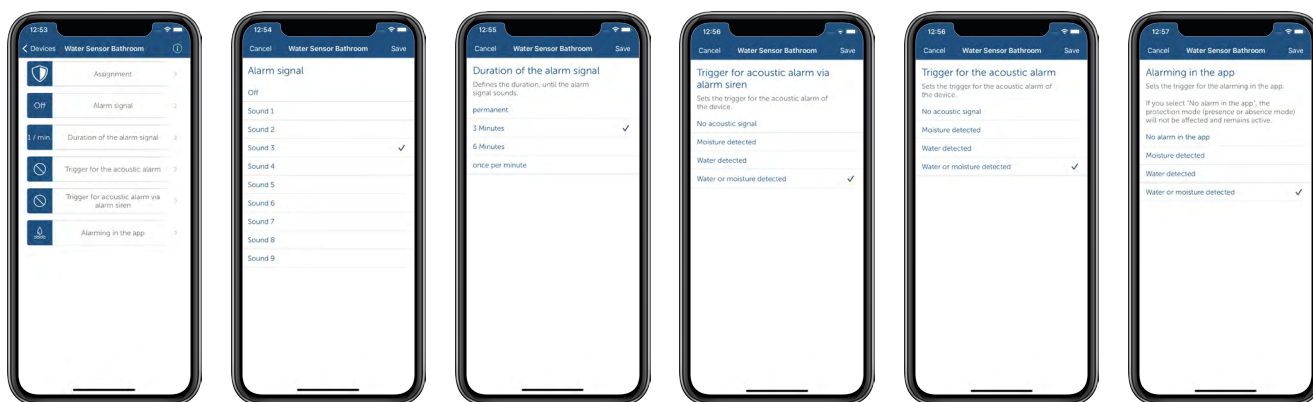 12:53
Devices Water Sensor Bathroom
Assignment
Off Alarm signal
1 / min. Duration of the alarm signal
Trigger for the acoustic alarm
Trigger for acoustic alarm via
alarm siren
Alarming in the app
12:54
Cancel Water Sensor Bathroom Save
Alarm signal
Off
Sound 1
Sound 2
Sound 3
Sound 4
Sound 5
Sound 6
Sound 7
Sound 8
Sound 9
12:55
Cancel Water Sensor Bathroom Save
Duration of the alarm signal
Defines the duration, until the alarm
signal sounds.
permanent
3 Minutes
6 Minutes
once per minute
12:56
Cancel Water Sensor Bathroom Save
Trigger for acoustic alarm via
alarm siren
Sets the trigger for the acoustic alarm of
the device.
No acoustic signal
Moisture detected
Water detected
Water or moisture detected
12:56
Cancel Water Sensor Bathroom Save
Trigger for the acoustic alarm
Sets the trigger for the acoustic alarm of
the device.
No acoustic signal
Moisture detected
Water detected
Water or moisture detected
12:57
Cancel Water Sensor Bathroom Save
Alarming in the app
Sets the trigger for the alarming in the app.
If you select "No alarm in the app", the
protection mode (presence or absence mode)
will not be affected and remains active.
No alarm in the app
Moisture detected
Water detected
Water or moisture detected